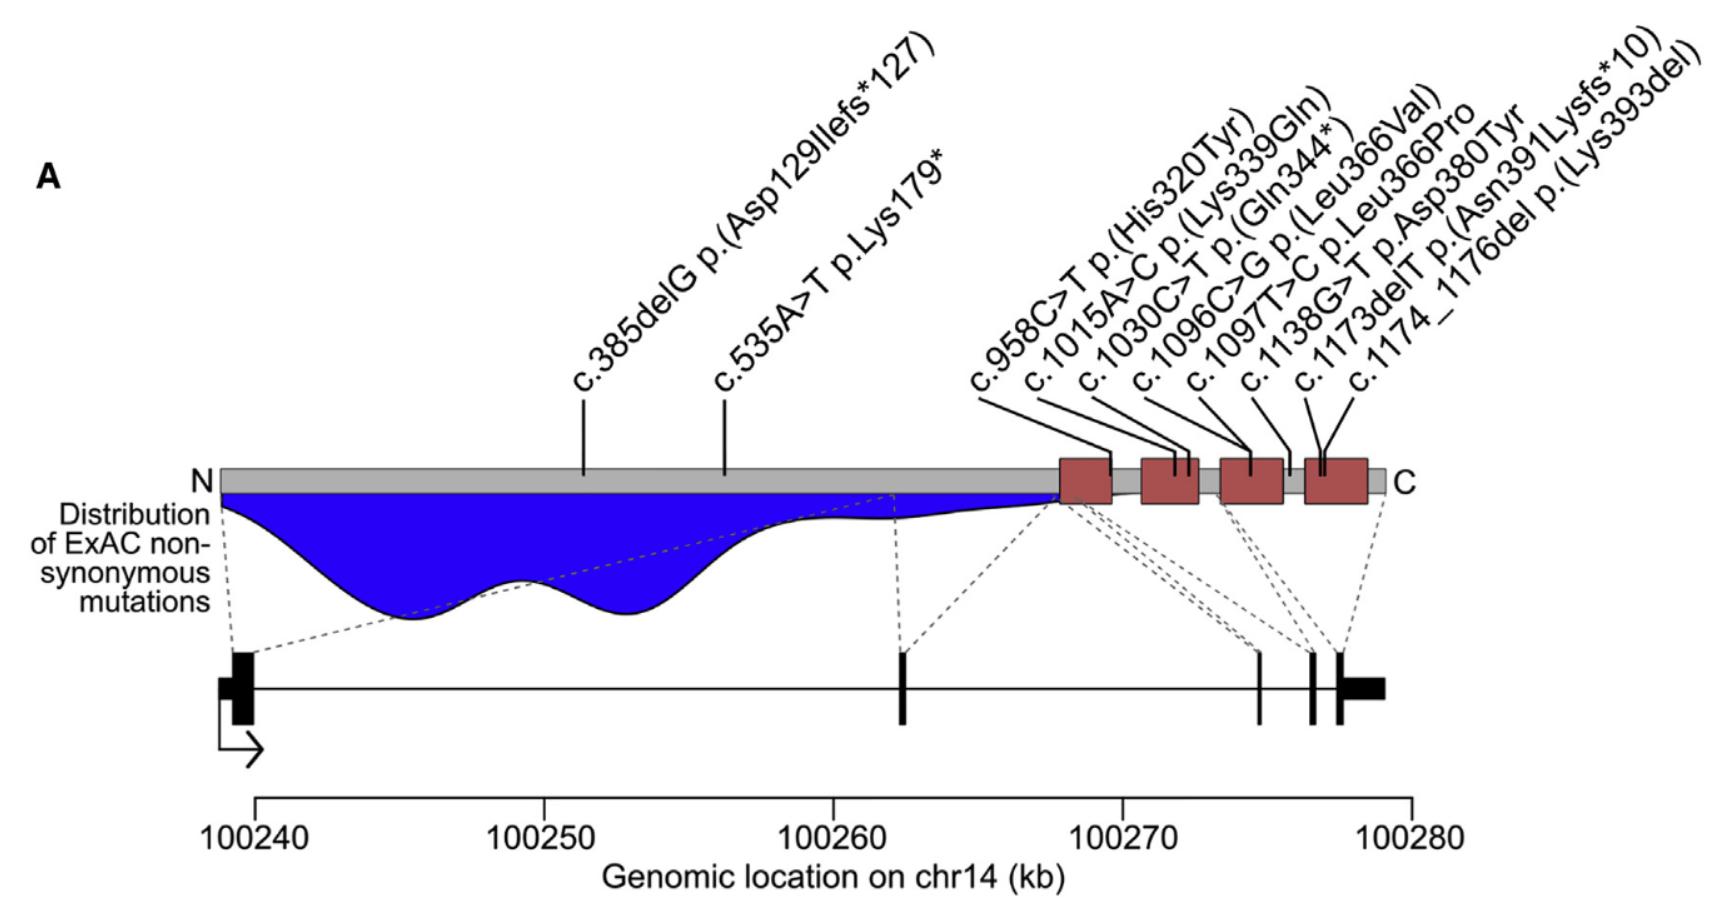 A
c.385delG p.(Asp129Ilefs*127)
c.535A>T p.Lys179*
c.958C>T p.(His320Tyr)
c.1015A>C p.(Lys339Gln)
c.1030C>T p.(Gln344*)
c.1096C>G p.(Leu366Val)
c.1097T>C p.Leu366Pro
c.1138G>T p.Asp380Tyr
c.1173delT p.(Asn391Lysfs*10)
c.1174_1176del p.(Lys393del)
N
C
Distribution
of ExAC non-
synonymous
mutations
100240 100250 100260 100270 100280
Genomic location on chr14 (kb)